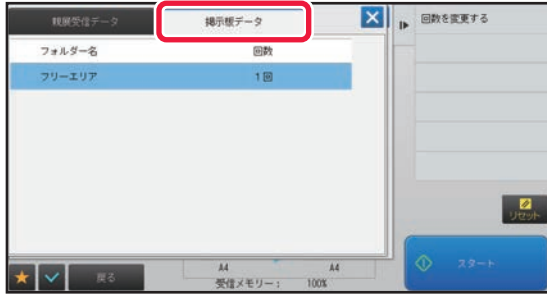 親展受信データ
掲示板データ
回数を変更する
フォルダー名
回数
フリーエリア
1回
リセット
スタート
戻る
A4
A4
受信メモリー：
100%